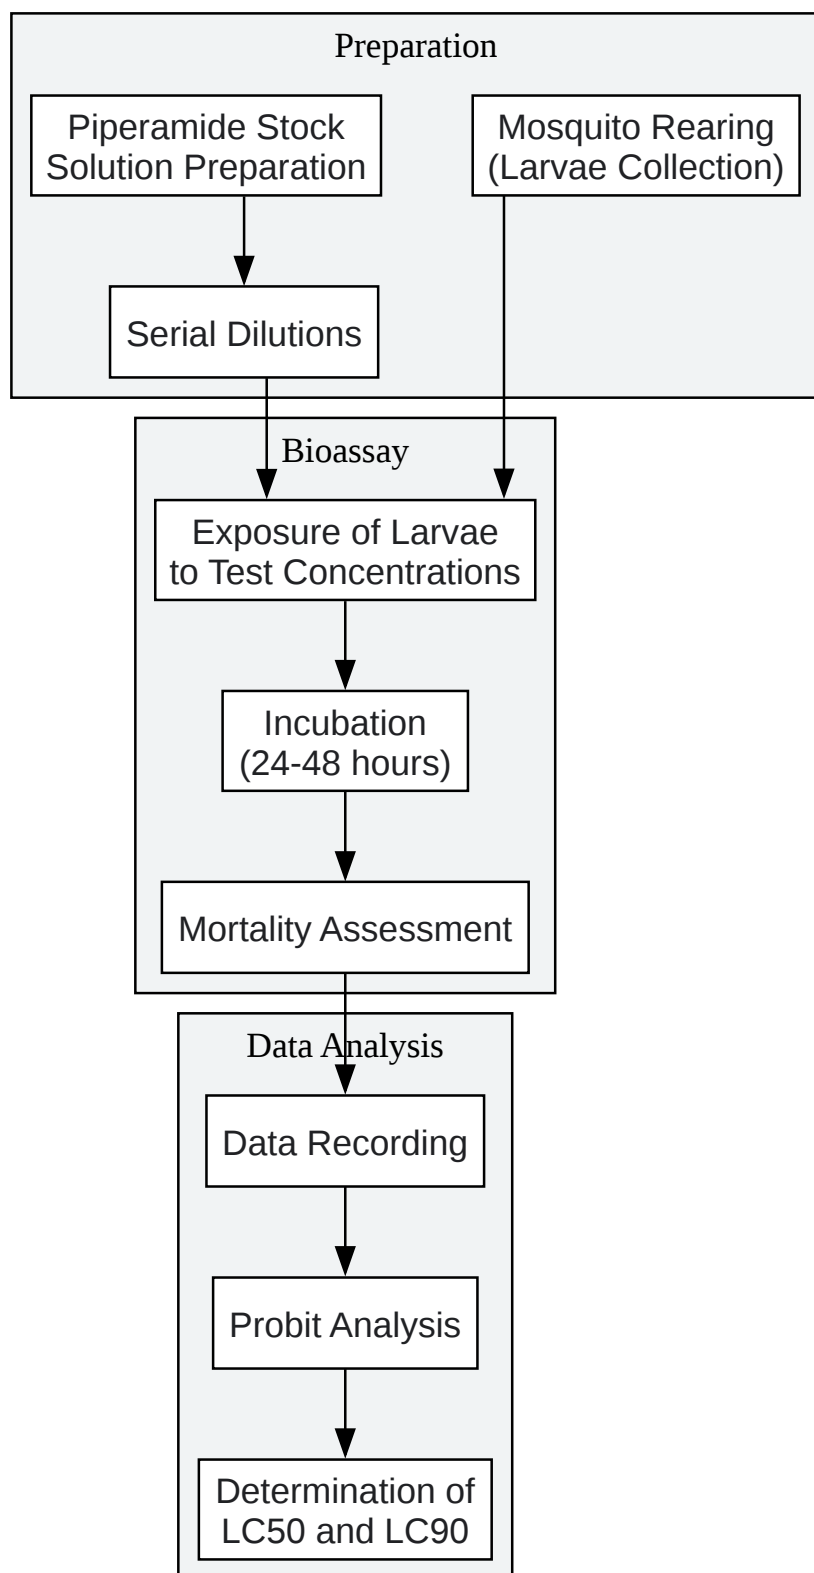 Preparation
Piperamide Stock
Solution Preparation
Mosquito Rearing
(Larvae Collection)
Serial Dilutions
Bioassay
Exposure of Larvae
to Test Concentrations
Incubation
(24-48 hours)
Mortality Assessment
Data Analysis
Data Recording
Probit Analysis
Determination of
LC50 and LC90